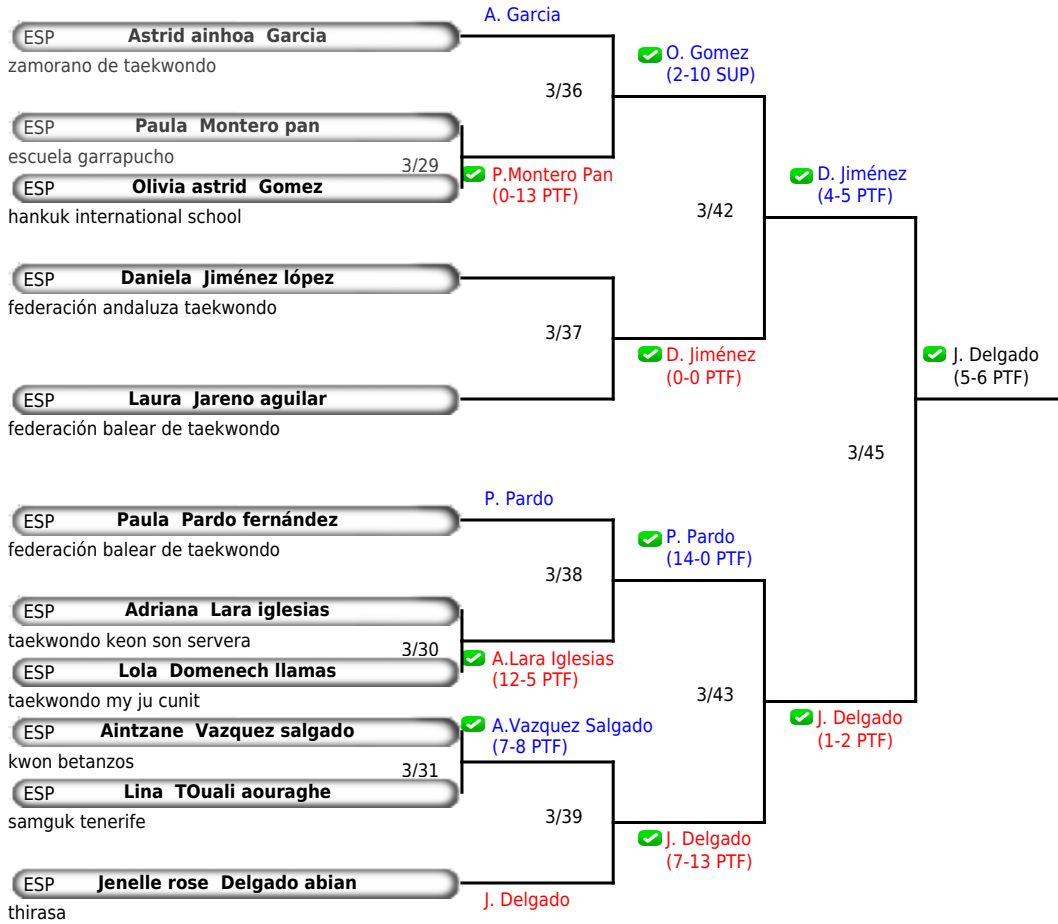 A. Garcia
ESP Astrid ainhoa Garcia
zamorano de taekwondo
O. Gomez
(2-10 SUP)
3/36
ESP Paula Montero pan
escuela garrapucho
3/29
P.Montero Pan
(0-13 PTF)
ESP Olivia astrid Gomez
hankuk international school
D. Jiménez
(4-5 PTF)
3/42
ESP Daniela Jiménez lópez
federación andaluza taekwondo
3/37
D. Jiménez
(0-0 PTF)
J. Delgado
(5-6 PTF)
ESP Laura Jareno aguilar
federación balear de taekwondo
3/45
P. Pardo
ESP Paula Pardo fernández
federación balear de taekwondo
P. Pardo
(14-0 PTF)
3/38
ESP Adriana Lara iglesias
taekwondo keon son servera
3/30
A.Lara Iglesias
(12-5 PTF)
ESP Lola Domenech llamas
taekwondo my ju cunit
3/43
J. Delgado
(1-2 PTF)
ESP Aintzane Vazquez salgado
kwon betanzos
A.Vazquez Salgado
(7-8 PTF)
3/31
ESP Lina TOuali aouraghe
samguk tenerife
3/39
J. Delgado
(7-13 PTF)
ESP Jenelle rose Delgado abian
thirasa
J. Delgado